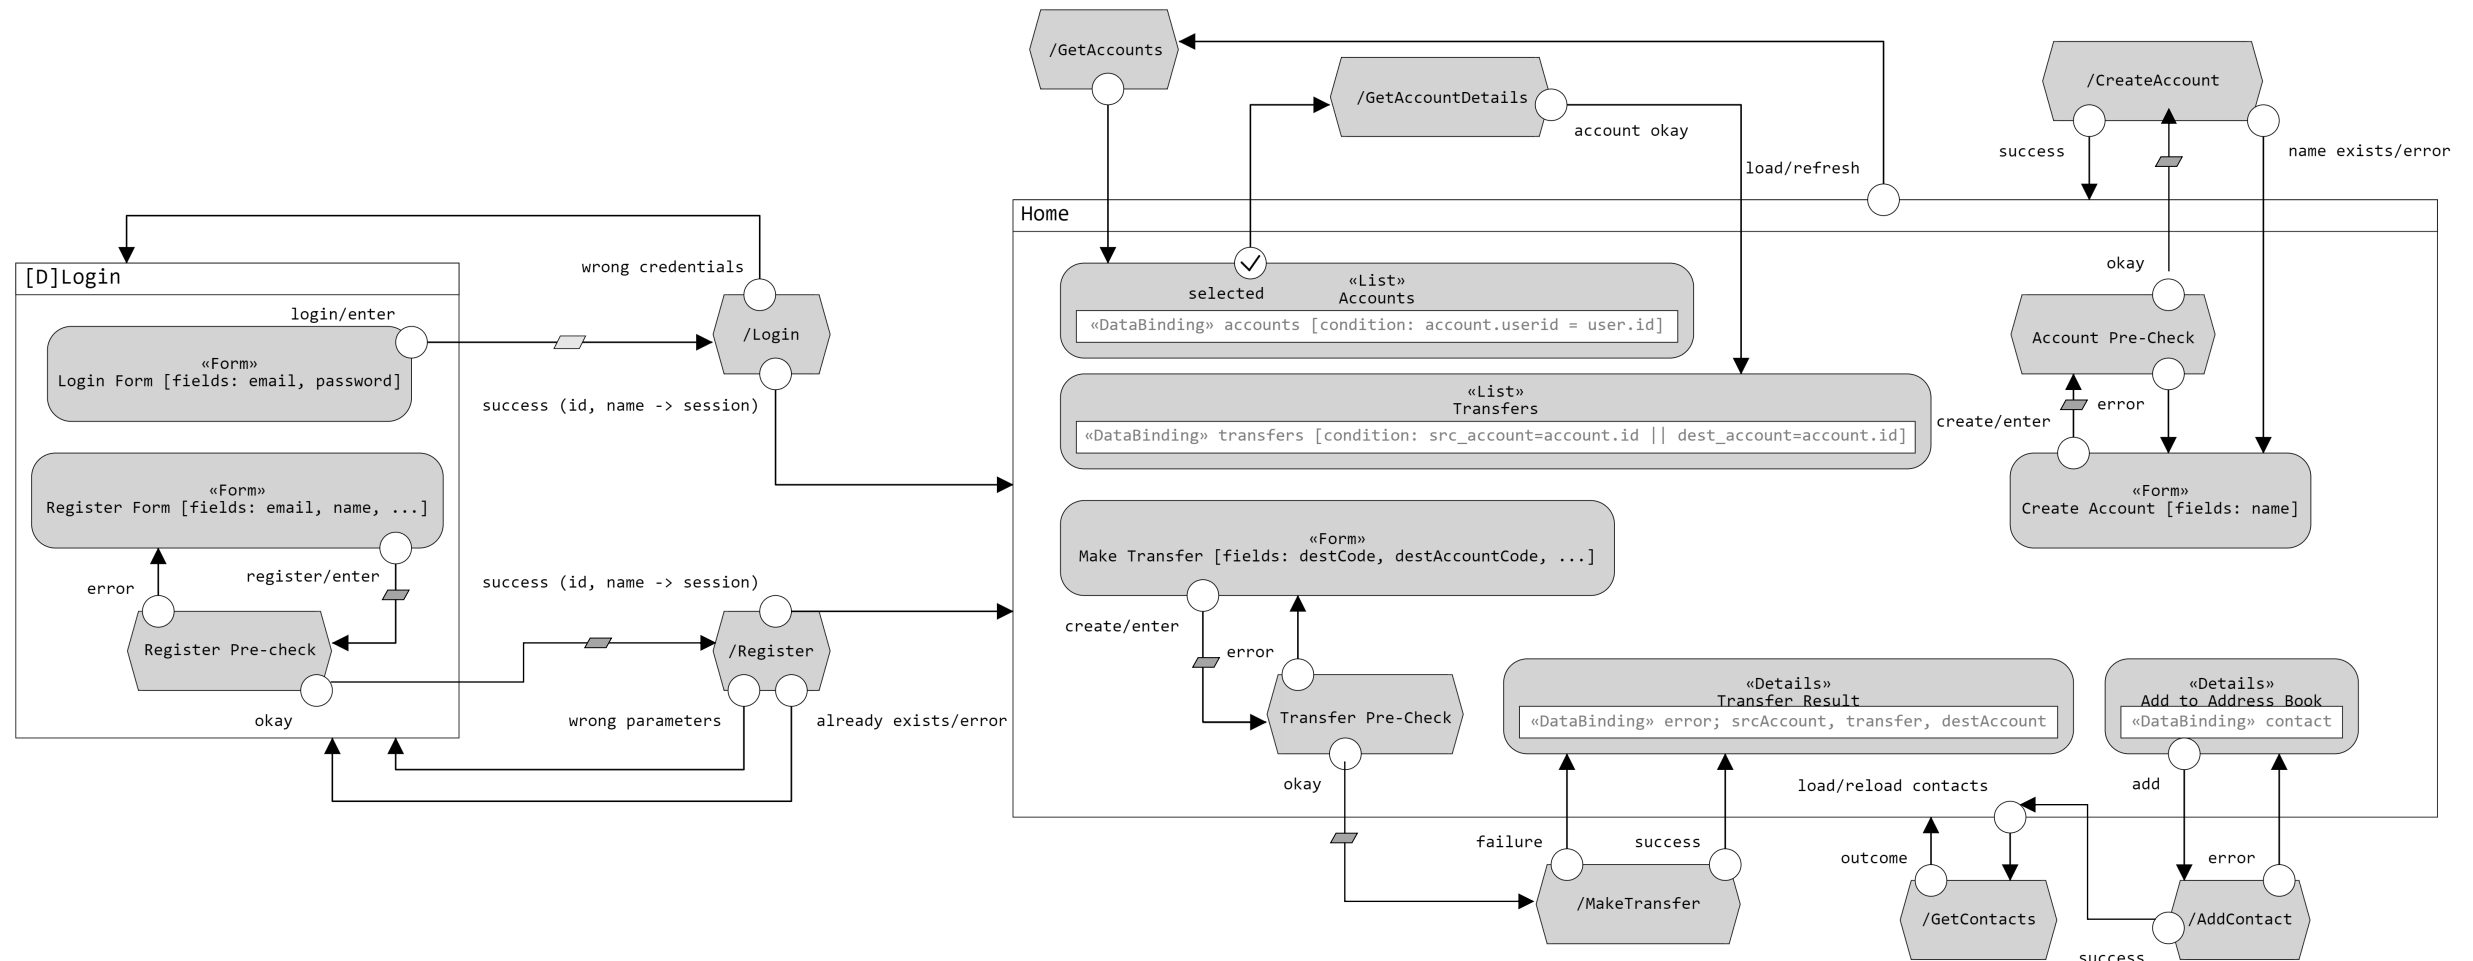 /GetAccounts
/GetAccountDetails
account okay
load/refresh
/CreateAccount
success
name exists/error
[D]Login
login/enter
«Form»
Login Form [fields: email, password]
«Form»
Register Form [fields: email, name, ...]
error
register/enter
Register Pre-check
okay
wrong credentials
/Login
success (id, name -> session)
success (id, name -> session)
/Register
wrong parameters
already exists/error
Home
selected
«List»
Accounts
«DataBinding» accounts [condition: account.userid = user.id]
«List»
Transfers
«DataBinding» transfers [condition: src_account=account.id || dest_account=account.id]
okay
Account Pre-Check
create/enter
error
«Form»
Create Account [fields: name]
«Form»
Make Transfer [fields: destCode, destAccountCode, ...]
create/enter
error
Transfer Pre-Check
okay
«Details»
Transfer Result
«DataBinding» error; srcAccount, transfer, destAccount
«Details»
Add to Address Book
«DataBinding» contact
load/reload contacts
add
failure
success
outcome
error
/MakeTransfer
/GetContacts
/AddContact
success